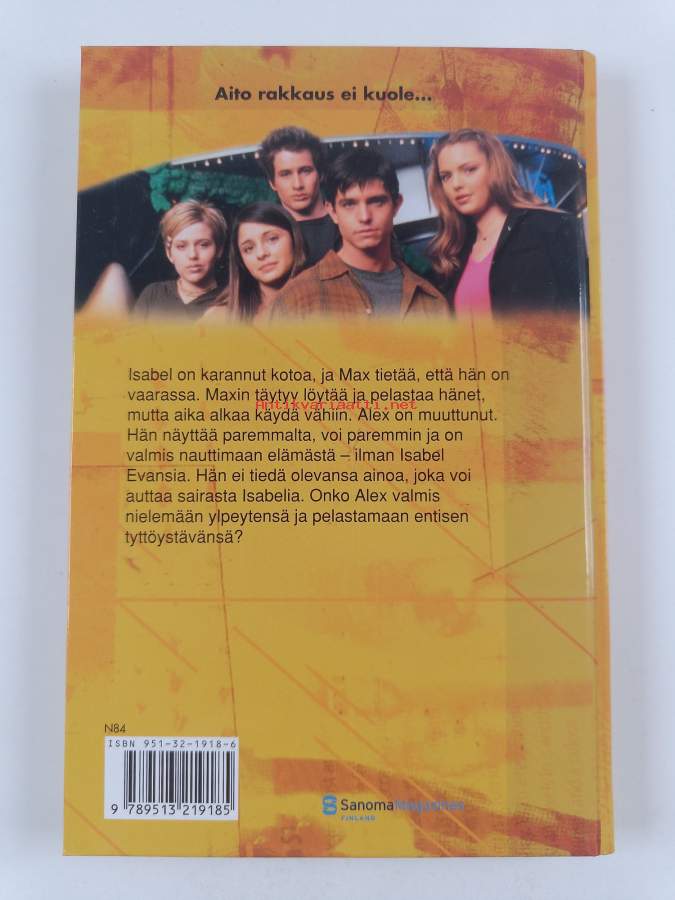 Aito rakkaus ei kuole...
Isabel on karannut kotoa, ja Max tietää, että hän on
vaarassa. Maxin täytyy löytää ja pelastaa hänet,
mutta aika alkaa käydä vähiin. Alex on muuttunut.
Antikvariaatti.net
Hän näyttää paremmalta, voi paremmin ja on
valmis nauttimaan elämästä – ilman Isabel
Evansia. Hän ei tiedä olevansa ainoa, joka voi
auttaa sairasta Isabelia. Onko Alex valmis
nielemään ylpeytensä ja pelastamaan entisen
tyttöystävänsä?
N84
ISBN 951-32-1918-6
9 789513 219185
SanomaMagazines
FINLAND